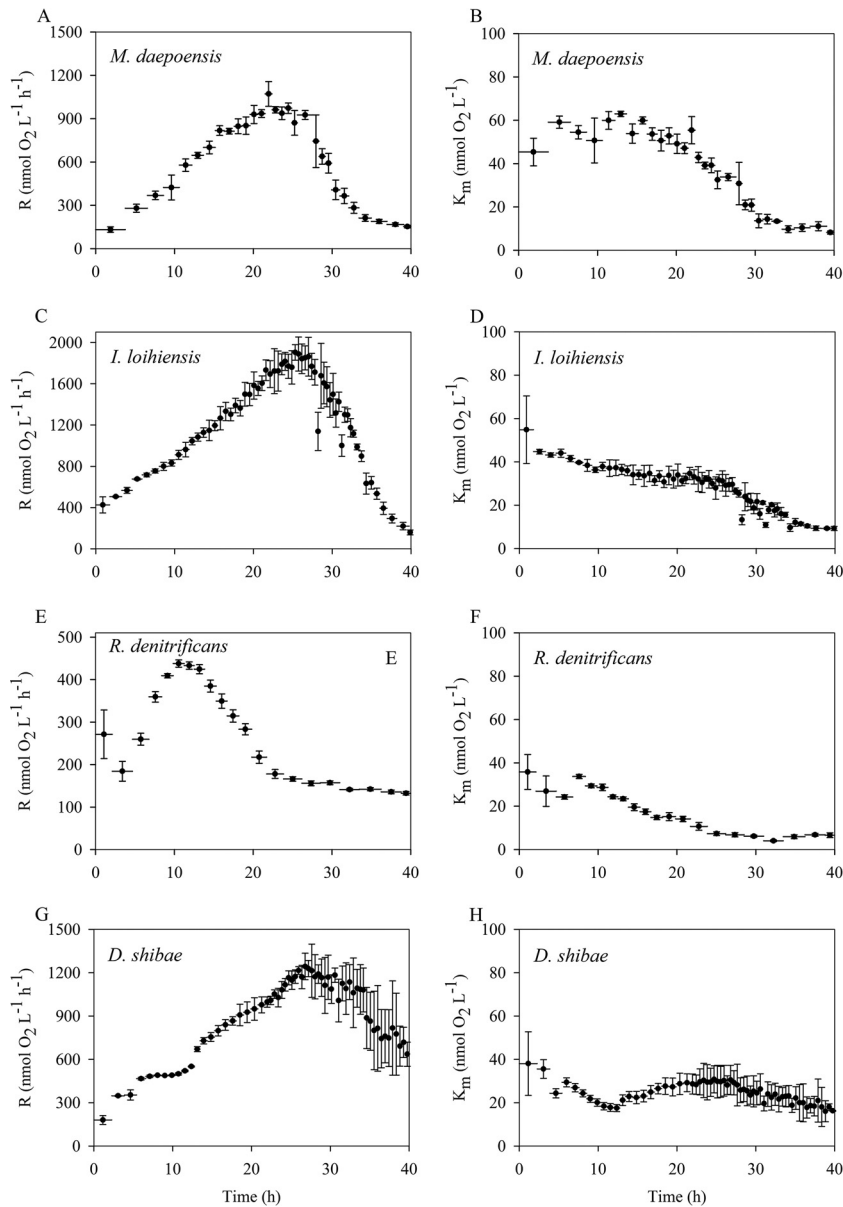 A
1500
1200
900
600
300
0
R (nmol O2 L-1 h-1)
M. daepoensis
0 10 20 30 40
B
100
80
60
40
20
0
Km (nmol O2 L-1)
M. daepoensis
0 10 20 30 40
C
2000
1600
1200
800
400
0
R (nmol O2 L-1 h-1)
I. loihiensis
0 10 20 30 40
D
100
80
60
40
20
0
Km (nmol O2 L-1)
I. loihiensis
0 10 20 30 40
E
500
400
300
200
100
0
R (nmol O2 L-1 h-1)
R. denitrificans
E
0 10 20 30 40
F
100
80
60
40
20
0
Km (nmol O2 L-1)
R. denitrificans
0 10 20 30 40
G
1500
1200
900
600
300
0
R (nmol O2 L-1 h-1)
D. shibae
0 10 20 30 40
Time (h)
H
100
80
60
40
20
0
Km (nmol O2 L-1)
D. shibae
0 10 20 30 40
Time (h)